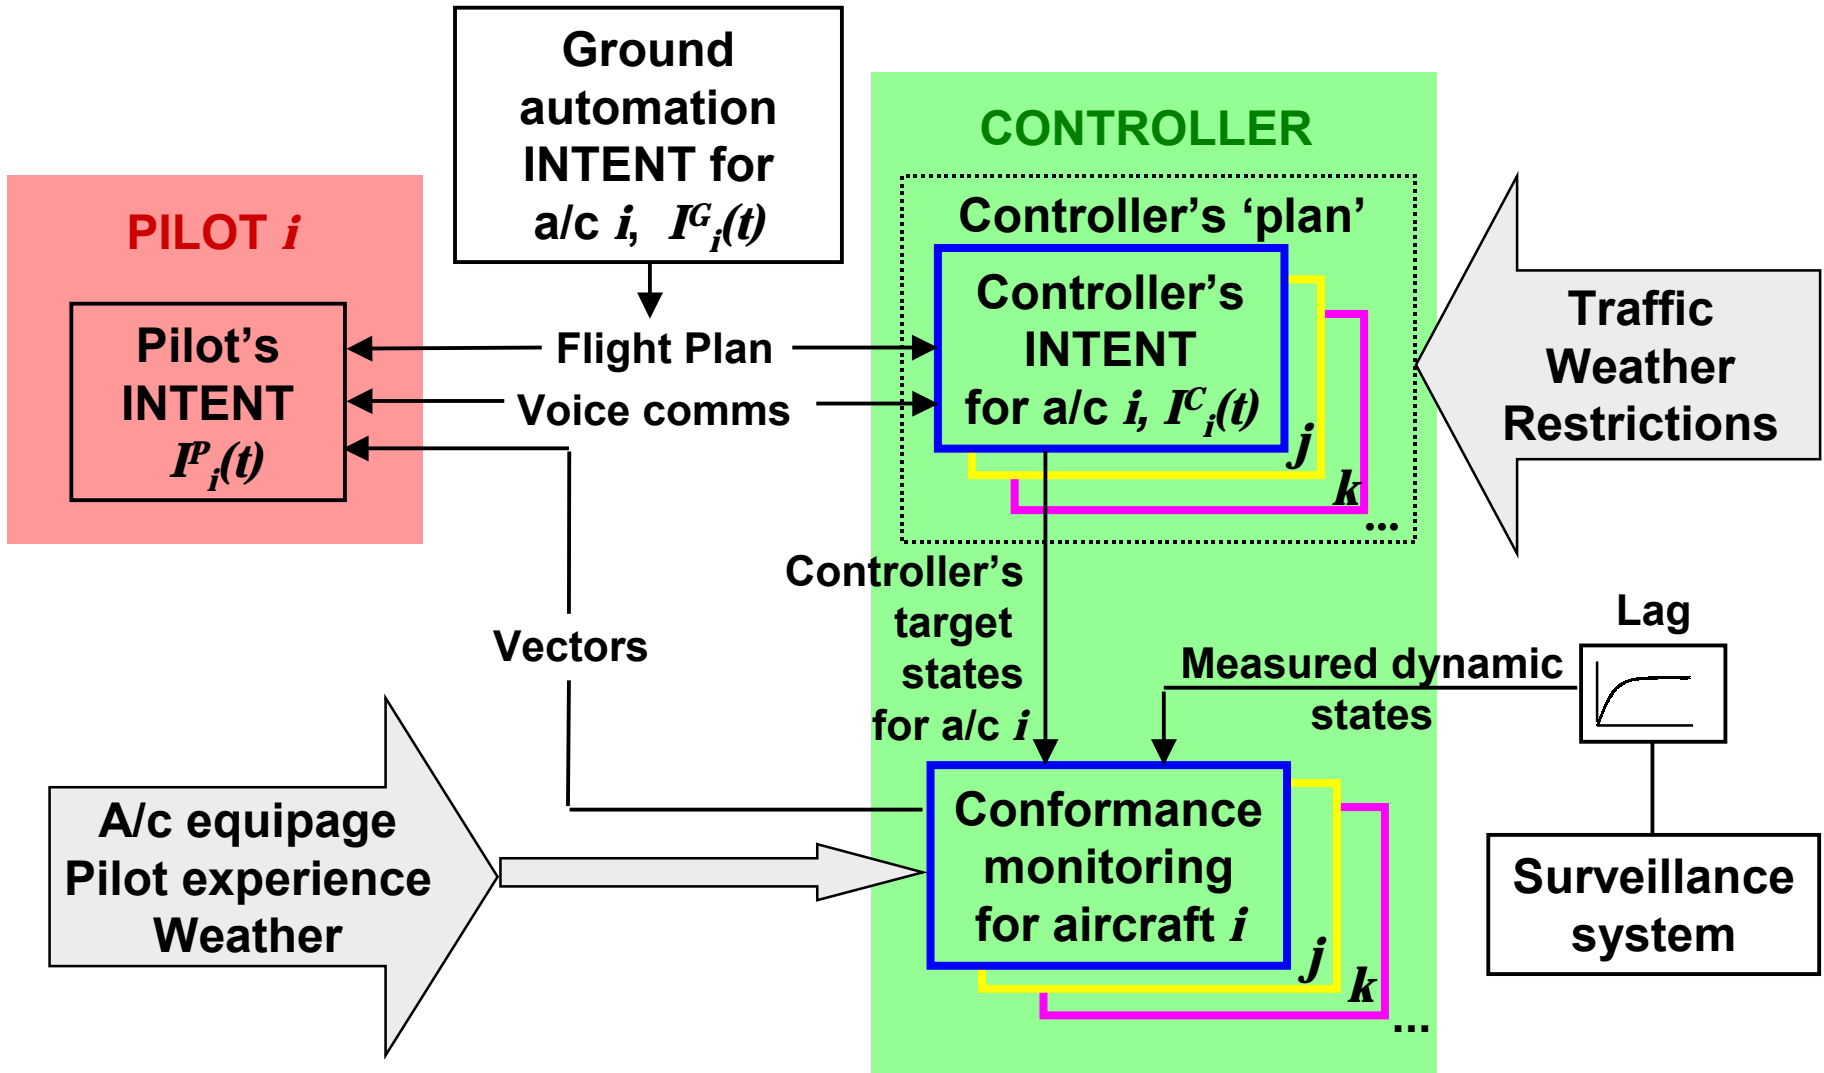 Ground
automation
INTENT for
a/c i, I^G_i(t)
PILOT i
Pilot's
INTENT
I^P_i(t)
Flight Plan
Voice comms
Vectors
CONTROLLER
Controller's ‘plan’
Controller's
INTENT
for a/c i, I^C_i(t)
j
k
...
Traffic
Weather
Restrictions
Controller's
target
states
for a/c i
Measured dynamic
states
Lag
Surveillance
system
A/c equipage
Pilot experience
Weather
Conformance
monitoring
for aircraft i
j
k
...